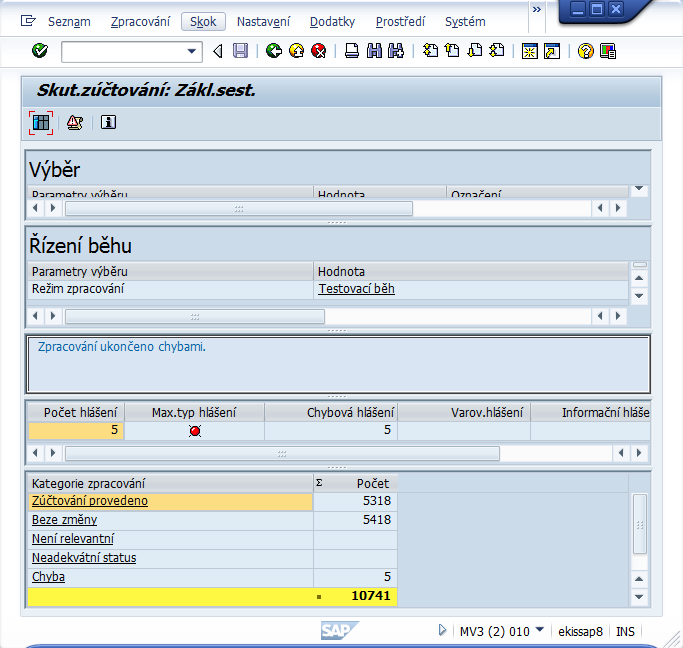 Seznam Zpracování Skok Nastavení Dodatky Prostředí Systém »
Skut.zúčtování: Zákl.sest.
Výběr
Parametry výběru Hodnota Označení
Řízení běhu
Parametry výběru Hodnota
Režim zpracování Testovací běh
Zpracování ukončeno chybami.
Počet hlášení Max.typ hlášení Chybová hlášení Varov.hlášení Informační hláše
5 5
Kategorie zpracování Σ Počet
Zúčtování provedeno 5318
Beze změny 5418
Není relevantní
Neadekvátní status
Chyba 5
10741
SAP MV3 (2) 010 ekissap8 INS